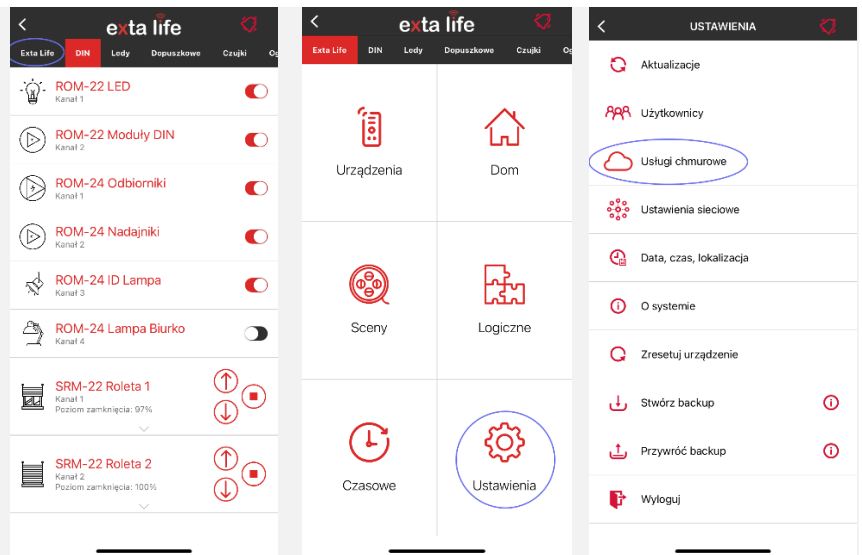 exta life
Exta Life DIN Ledy Dopuszkowe Czujki
ROM-22 LED
Kanał 1
ROM-22 Moduły DIN
Kanał 2
ROM-24 Odbiorniki
Kanał 1
ROM-24 Nadajniki
Kanał 2
ROM-24 ID Lampa
Kanał 3
ROM-24 Lampa Biurko
Kanał 4
SRM-22 Roleta 1
Kanał 1
Poziom zamknięcia: 97%
SRM-22 Roleta 2
Kanał 2
Poziom zamknięcia: 100%
exta life
Exta Life DIN Ledy Dopuszkowe Czujki
Urządzenia
Dom
Sceny
Logiczne
Czasowe
Ustawienia
USTAWIENIA
Aktualizacje
Użytkownicy
Usługi chmurowe
Ustawienia sieciowe
Data, czas, lokalizacja
O systemie
Zresetuj urządzenie
Stwórz backup
Przywróć backup
Wyloguj